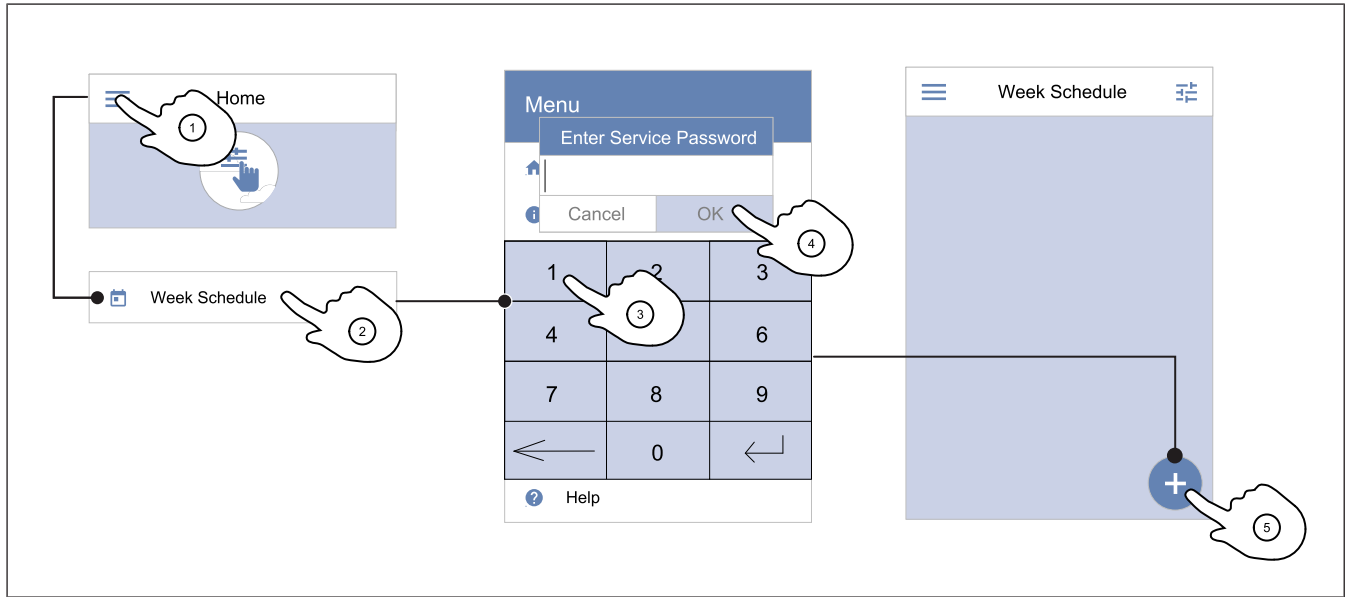 Home
1
Week Schedule
2
Menu
Enter Service Password
Cancel OK
4
1 2 3
3
4 6
7 8 9
0
? Help
Week Schedule
+
5